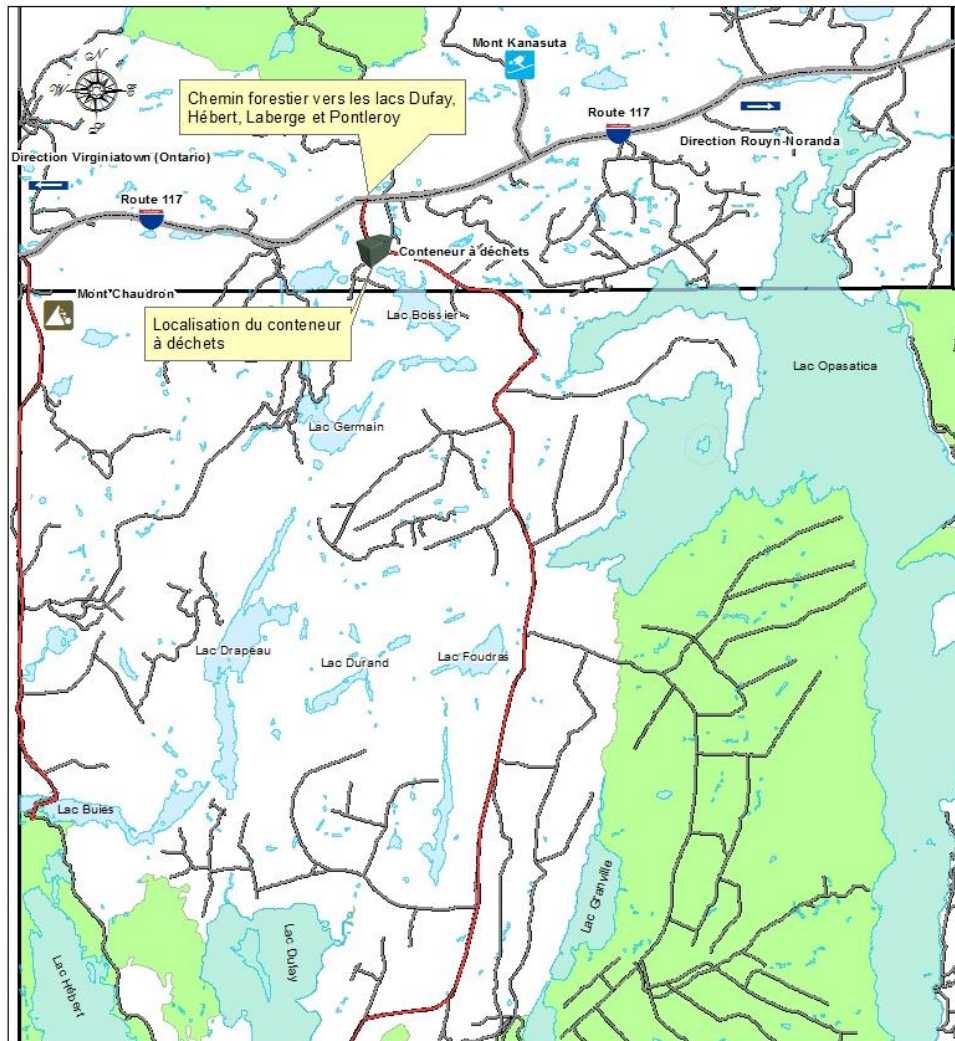 Mont Kanasuta
Chemin forestier vers les lacs Dufay,
Hébert, Laberge et Pontleroy
Route 117
Direction Rouyn-Noranda
Direction Virginiatown (Ontario)
Route 117
Conteneur à déchets
Mont Chaudron
Localisation du conteneur
à déchets
Lac Boissier
Lac Opasatica
Lac Germain
Lac Drapeau
Lac Durand
Lac Foudras
Lac Buies
Lac Granville
Lac Hébert
Lac Dufay
N
W
E